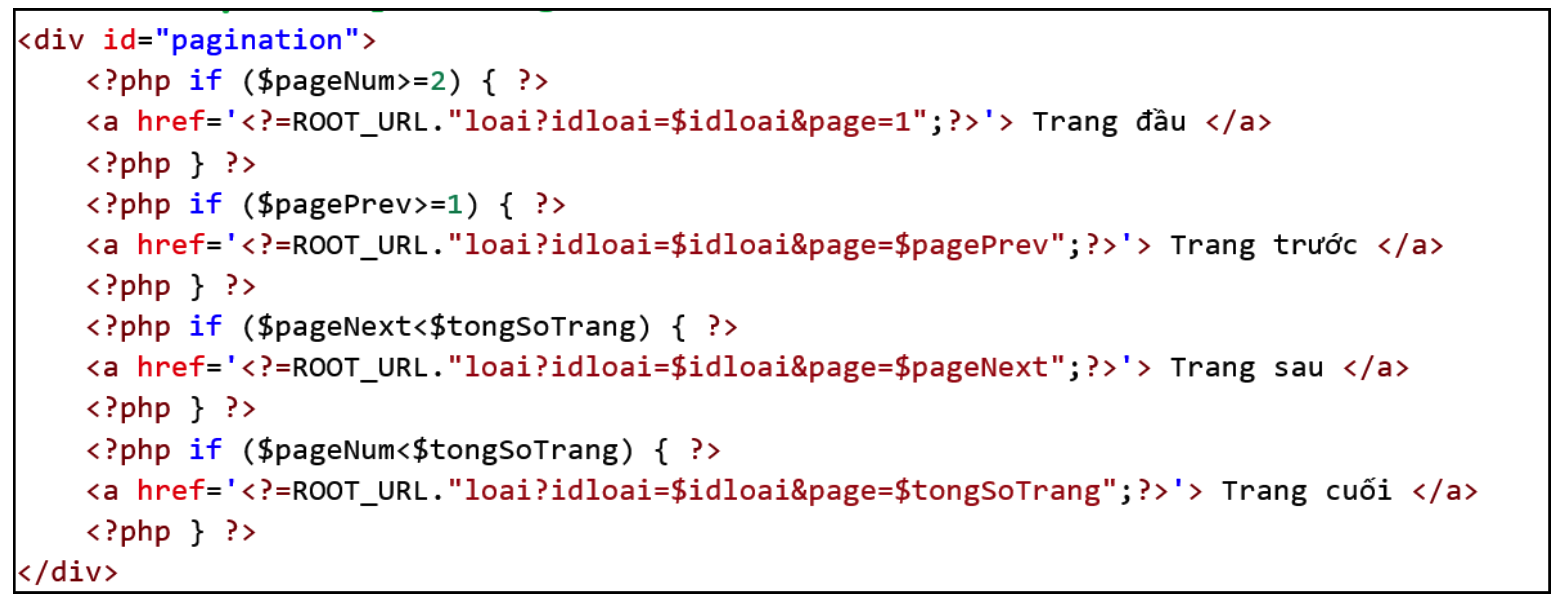 <div id="pagination">
    <?php if ($pageNum>=2) { ?>
    <a href='<?=ROOT_URL."loai?idloai=$idloai&page=1";?>'> Trang đầu </a>
    <?php } ?>
    <?php if ($pagePrev>=1) { ?>
    <a href='<?=ROOT_URL."loai?idloai=$idloai&page=$pagePrev";?>'> Trang trước </a>
    <?php } ?>
    <?php if ($pageNext<$tongSoTrang) { ?>
    <a href='<?=ROOT_URL."loai?idloai=$idloai&page=$pageNext";?>'> Trang sau </a>
    <?php } ?>
    <?php if ($pageNum<$tongSoTrang) { ?>
    <a href='<?=ROOT_URL."loai?idloai=$idloai&page=$tongSoTrang";?>'> Trang cuối </a>
    <?php } ?>
</div>